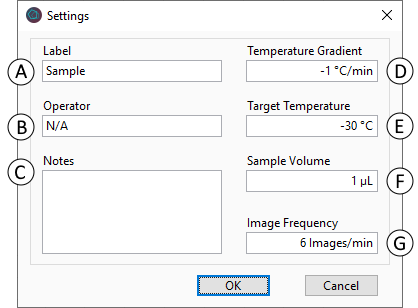 Settings
Label
Temperature Gradient
A
Sample
-1 °C/min
D
Operator
Target Temperature
B
N/A
-30 °C
E
Notes
Sample Volume
C
1 µL
F
Image Frequency
6 Images/min
G
OK
Cancel